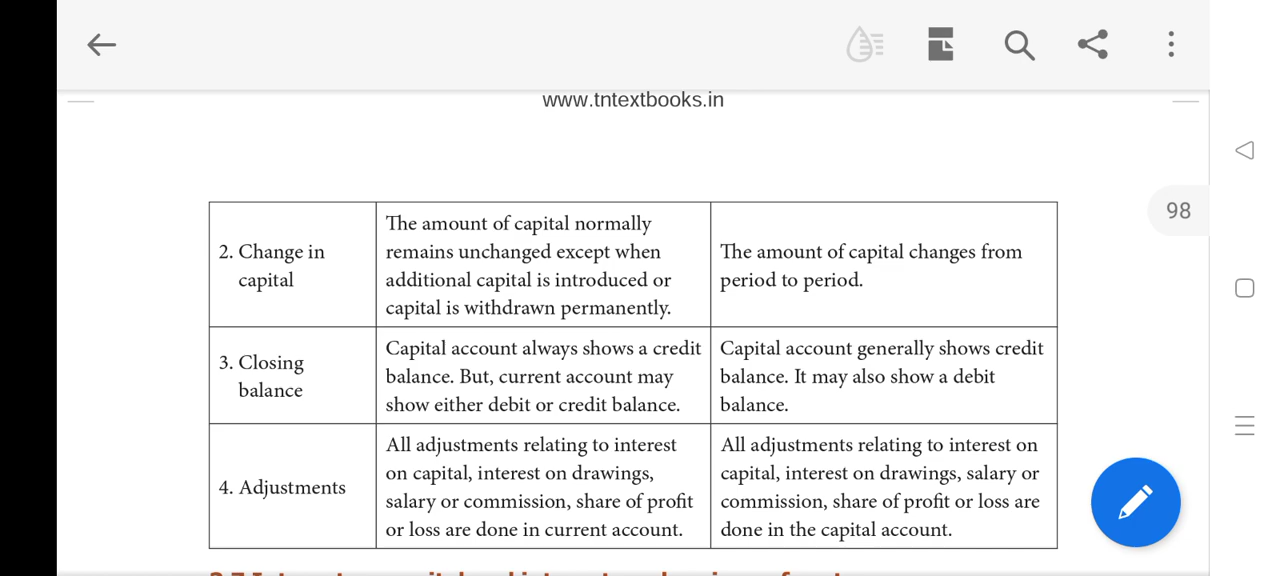 www.tntextbooks.in
98
2. Change in
capital
The amount of capital normally
remains unchanged except when
additional capital is introduced or
capital is withdrawn permanently.
The amount of capital changes from
period to period.
3. Closing
balance
Capital account always shows a credit
balance. But, current account may
show either debit or credit balance.
Capital account generally shows credit
balance. It may also show a debit
balance.
4. Adjustments
All adjustments relating to interest
on capital, interest on drawings,
salary or commission, share of profit
or loss are done in current account.
All adjustments relating to interest on
capital, interest on drawings, salary or
commission, share of profit or loss are
done in the capital account.